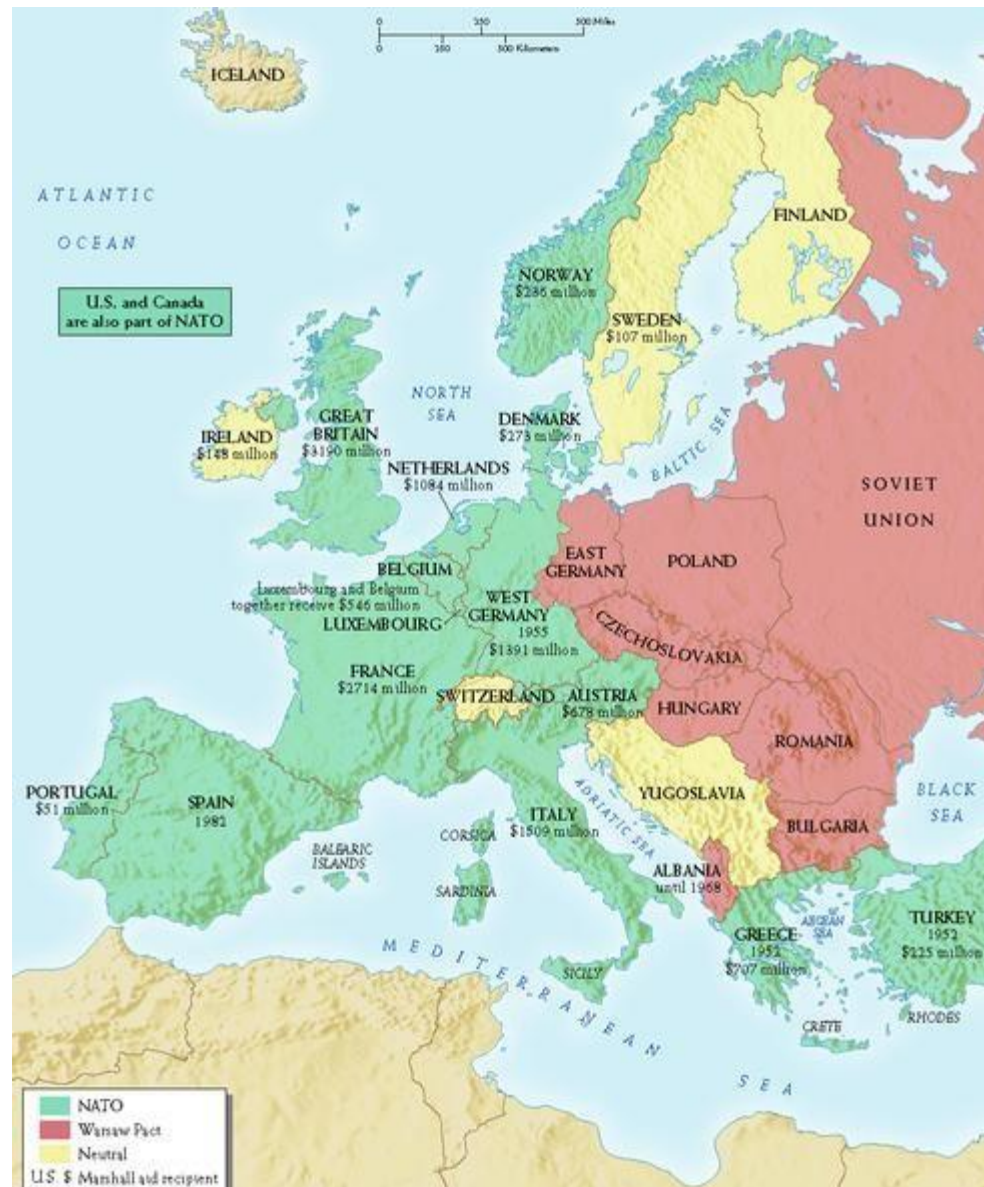 0 250 500 Miles
0 250 500 Kilometers
ICELAND
ATLANTIC
OCEAN
U.S. and Canada
are also part of NATO
NORWAY
$236 million
FINLAND
SWEDEN
$107 million
NORTH
SEA
IRELAND
$148 million
GREAT
BRITAIN
$3190 million
DENMARK
$273 million
BALTIC SEA
NETHERLANDS
$1084 million
SOVIET
UNION
EAST
GERMANY
POLAND
BELGIUM
Luxembourg and Belgium
together receive $546 million
LUXEMBOURG
WEST
GERMANY
1955
$1391 million
CZECHOSLOVAKIA
FRANCE
$2714 million
SWITZERLAND
AUSTRIA
$678 million
HUNGARY
ROMANIA
PORTUGAL
$51 million
SPAIN
1982
BALEARIC
ISLANDS
CORSICA
SARDINIA
ITALY
$1509 million
ADRIATIC SEA
YUGOSLAVIA
BULGARIA
BLACK
SEA
ALBANIA
until 1968
GREECE
1952
$707 million
AEGEAN
SEA
TURKEY
1952
$225 million
MEDITERRANEAN SEA
SICILY
CRETE
RHODES
NATO
Warsaw Pact
Neutral
U.S. $ Marshall aid recipient